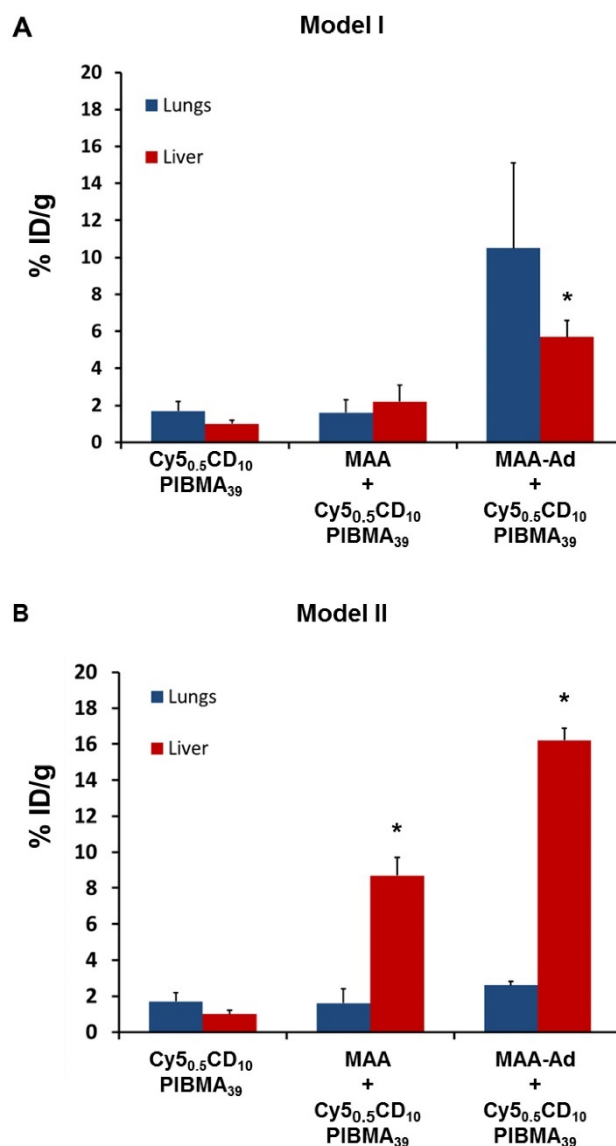 A
Model I
20
18
16
14
12
10
8
6
4
2
0
% ID/g
Lungs
Liver
*
Cy5₀.₅CD₁₀
PIBMA₃₉
MAA
+
Cy5₀.₅CD₁₀
PIBMA₃₉
MAA-Ad
+
Cy5₀.₅CD₁₀
PIBMA₃₉
B
Model II
20
18
16
14
12
10
8
6
4
2
0
% ID/g
Lungs
Liver
*
*
Cy5₀.₅CD₁₀
PIBMA₃₉
MAA
+
Cy5₀.₅CD₁₀
PIBMA₃₉
MAA-Ad
+
Cy5₀.₅CD₁₀
PIBMA₃₉